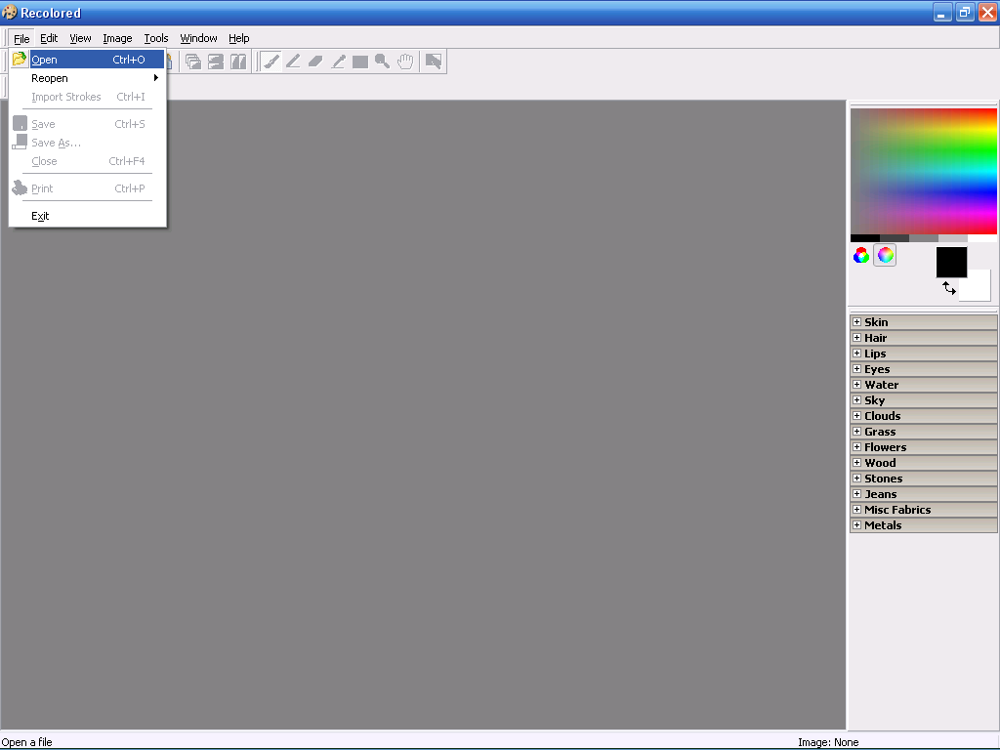 Recolored
File Edit View Image Tools Window Help
Open Ctrl+O
Reopen
Import Strokes Ctrl+I
Save Ctrl+S
Save As...
Close Ctrl+F4
Print Ctrl+P
Exit
Skin
Hair
Lips
Eyes
Water
Sky
Clouds
Grass
Flowers
Wood
Stones
Jeans
Misc Fabrics
Metals
Open a file Image: None